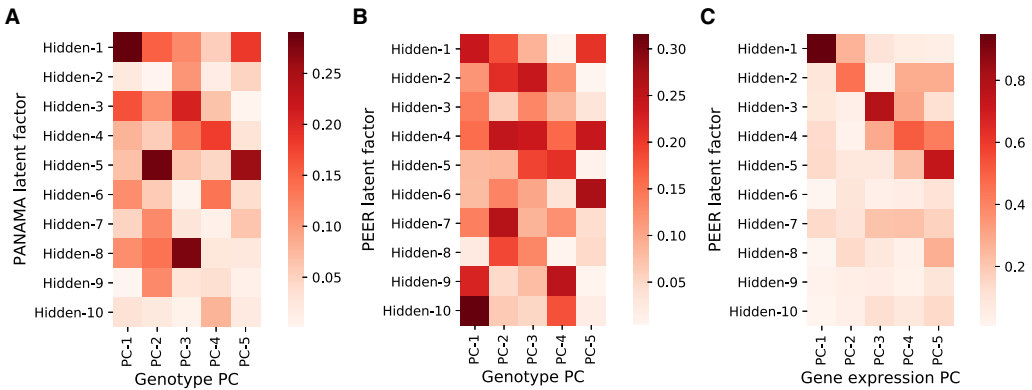 A
PANAMA latent factor
Hidden-1
Hidden-2
Hidden-3
Hidden-4
Hidden-5
Hidden-6
Hidden-7
Hidden-8
Hidden-9
Hidden-10
PC-1
PC-2
PC-3
PC-4
PC-5
Genotype PC
0.25
0.20
0.15
0.10
0.05
B
PEER latent factor
Hidden-1
Hidden-2
Hidden-3
Hidden-4
Hidden-5
Hidden-6
Hidden-7
Hidden-8
Hidden-9
Hidden-10
PC-1
PC-2
PC-3
PC-4
PC-5
Genotype PC
0.30
0.25
0.20
0.15
0.10
0.05
C
PEER latent factor
Hidden-1
Hidden-2
Hidden-3
Hidden-4
Hidden-5
Hidden-6
Hidden-7
Hidden-8
Hidden-9
Hidden-10
PC-1
PC-2
PC-3
PC-4
PC-5
Gene expression PC
0.8
0.6
0.4
0.2